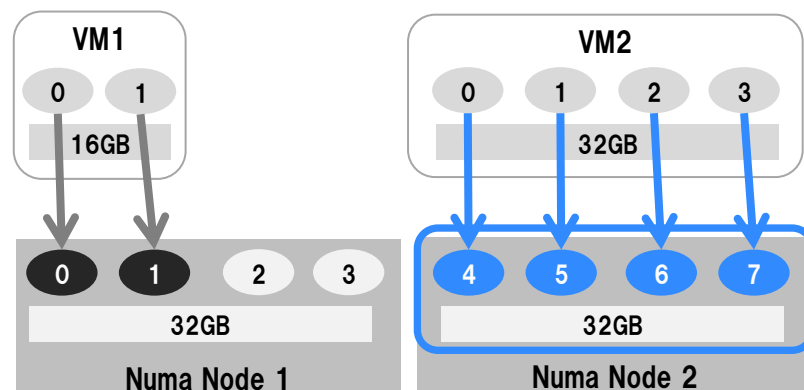 VM1
0 1
16GB
VM2
0 1 2 3
32GB
0 1 2 3
32GB
Numa Node 1
4 5 6 7
32GB
Numa Node 2